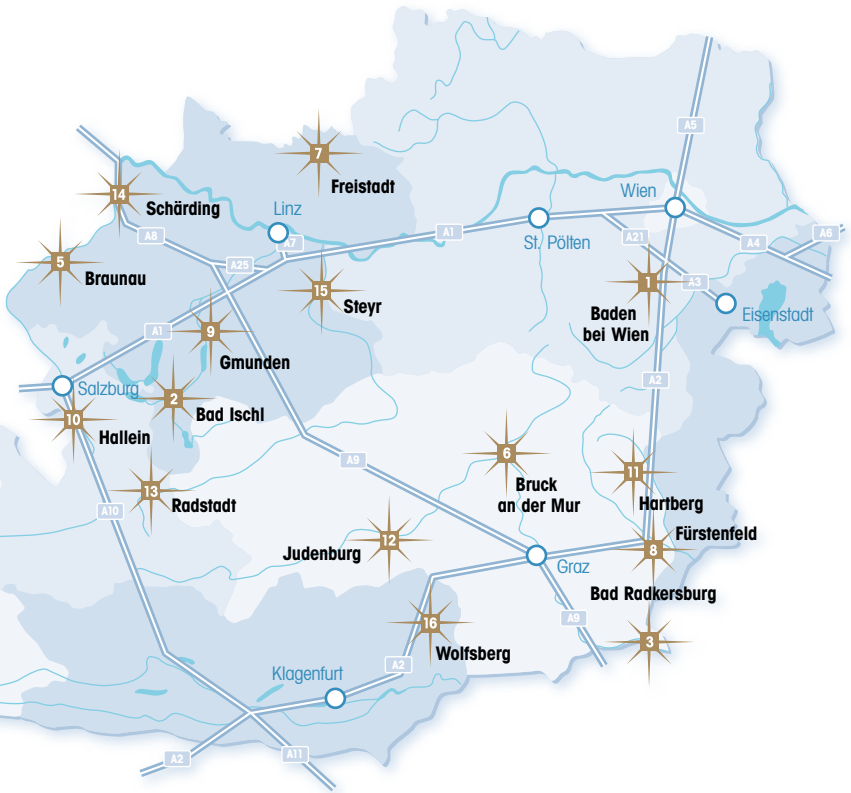 A5
7
Freistadt
14
Schärding
Wien
Linz
A7
A8
A1
St. Pölten
A21
A4
A6
A25
5
Braunau
15
Steyr
1
Baden
bei Wien
A3
Eisenstadt
A1
9
Gmunden
A2
Salzburg
2
Bad Ischl
10
Hallein
6
Bruck
an der Mur
A9
11
Hartberg
13
Radstadt
A10
12
Judenburg
Fürstenfeld
8
Graz
Bad Radkersburg
A9
3
16
Wolfsberg
A2
Klagenfurt
A2
A11